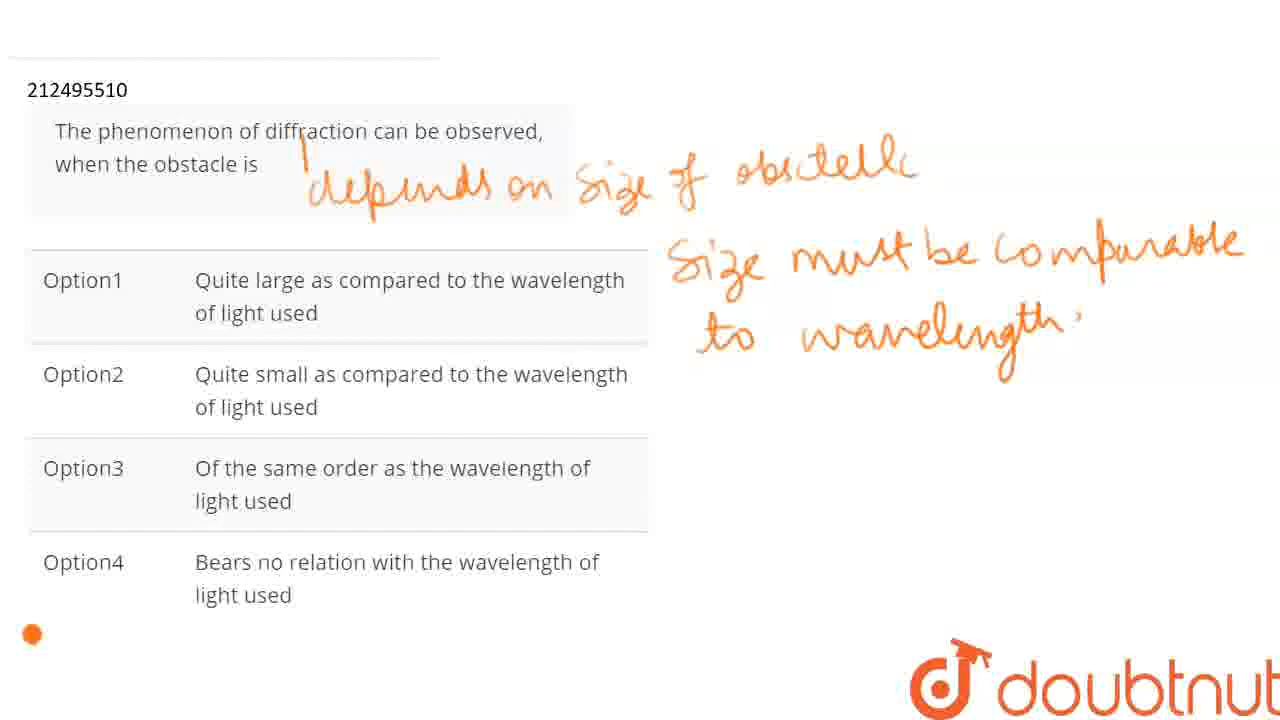 212495510
The phenomenon of diffraction can be observed,
when the obstacle is
depends on size of obstelle
size must be comparable
to wavelength.
Option1 Quite large as compared to the wavelength
of light used
Option2 Quite small as compared to the wavelength
of light used
Option3 Of the same order as the wavelength of
light used
Option4 Bears no relation with the wavelength of
light used
doubtnut